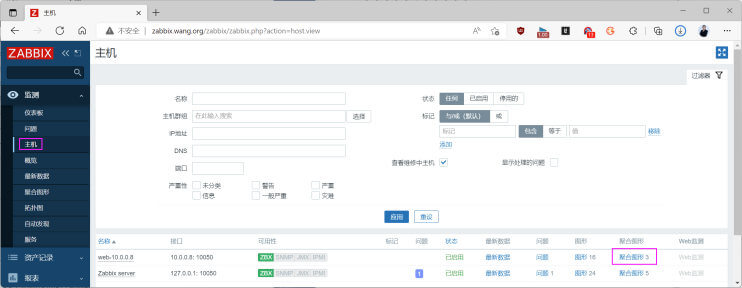 主机
不安全 zabbix.wang.org/zabbix/zabbix.php?action=host.view
1.00
13
ZABBIX
主机
过滤器
监测
仪表板
问题
主机
概览
最新数据
聚合图形
拓扑图
自动发现
服务
资产记录
报表
名称
状态 任何 已启用 停用的
主机群组 在此输入搜索 选择
标记 与/或（默认） 或
IP地址
标记 包含 等于 值 移除
DNS
添加
端口
查看维修中主机
显示处理的问题
严重性 未分类 警告 严重
信息 一般严重 灾难
应用 重设
名称 接口 可用性 标记 问题 状态 最新数据 问题 图形 聚合图形 Web监测
web-10.0.0.8 10.0.0.8: 10050 ZBX SNMP JMX IPMI 已启用 最新数据 问题 图形 16 聚合图形 3 Web监测
Zabbix server 127.0.0.1: 10050 ZBX SNMP JMX IPMI 1 已启用 最新数据 问题 1 图形 24 聚合图形 5 Web监测